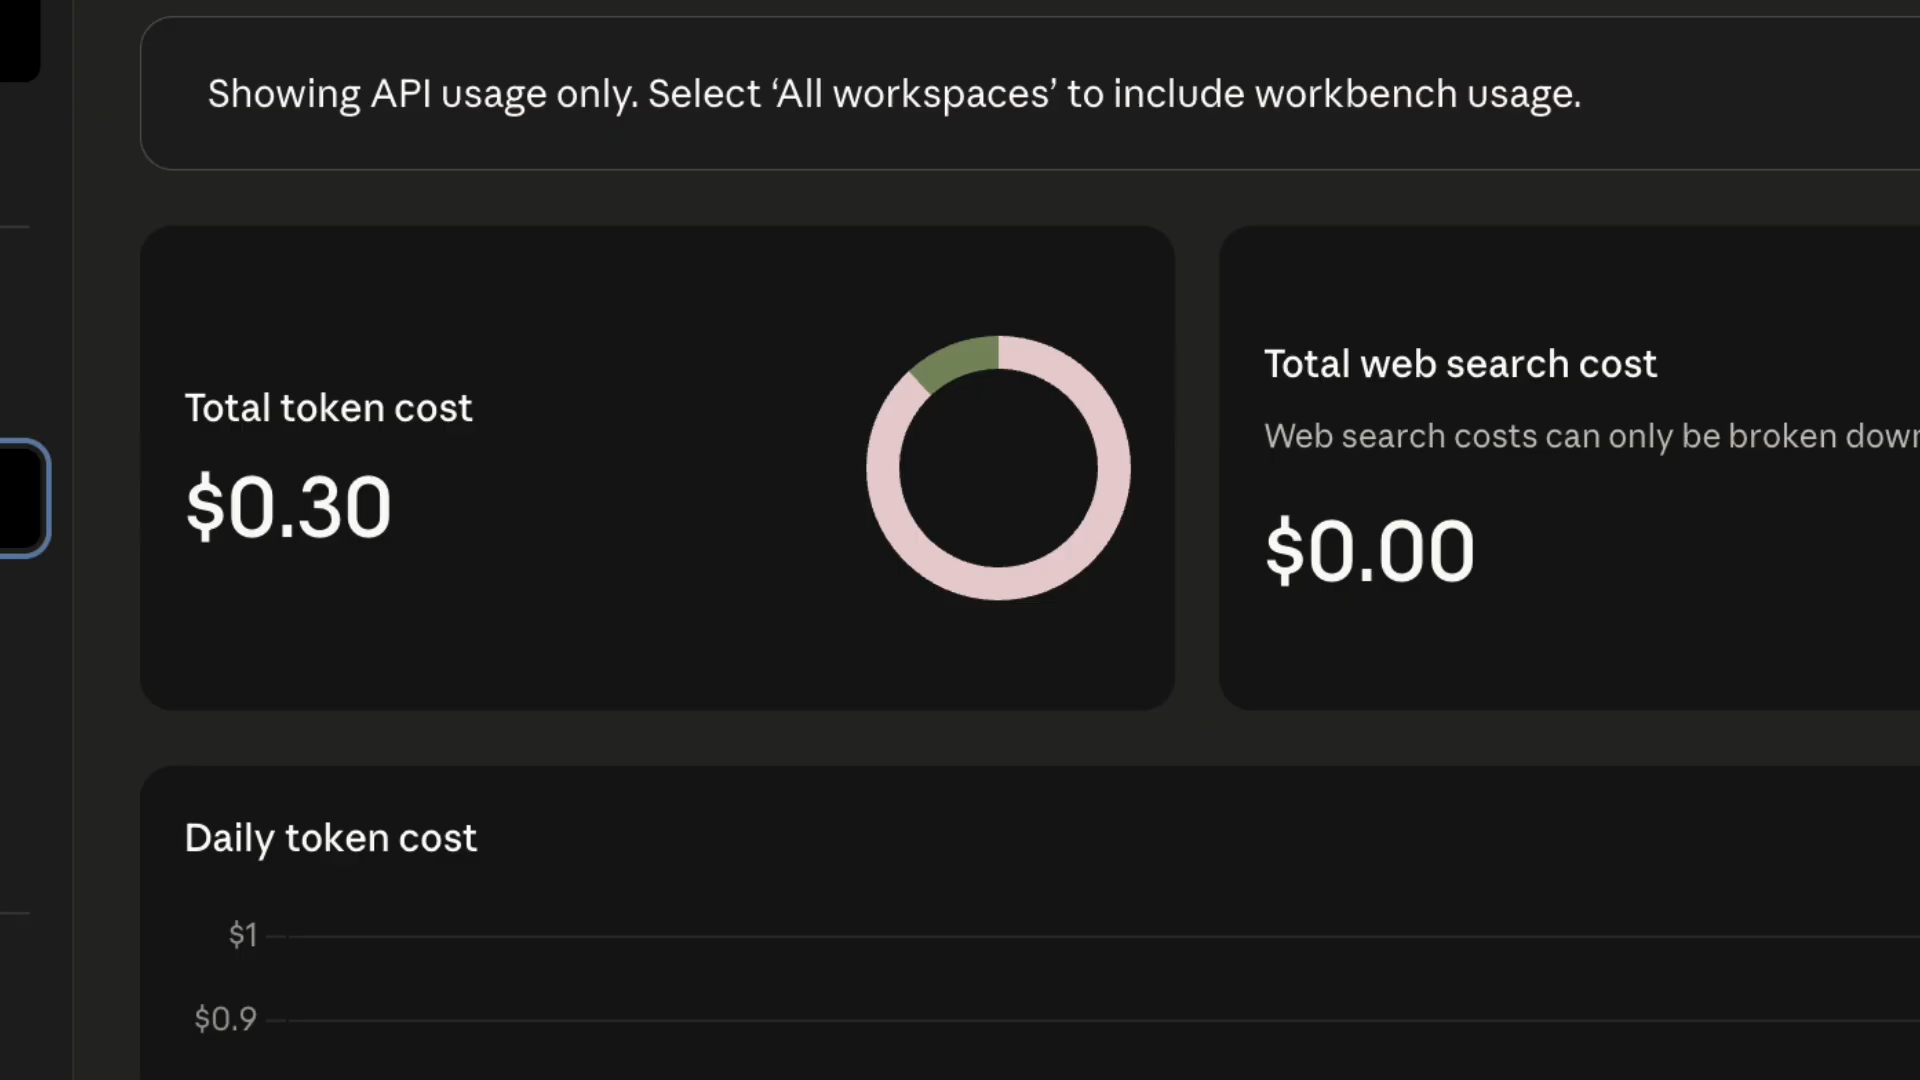 Showing API usage only. Select ‘All workspaces’ to include workbench usage.
Total token cost
$0.30
Total web search cost
Web search costs can only be broken down
$0.00
Daily token cost
$1
$0.9